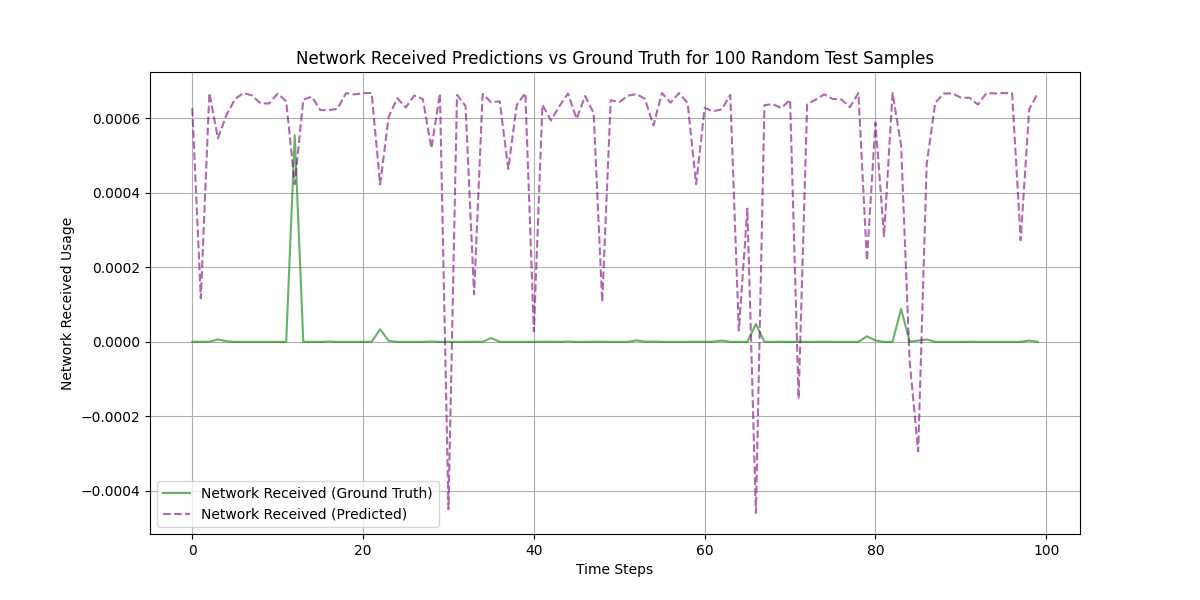 Network Received Predictions vs Ground Truth for 100 Random Test Samples
Network Received Usage
0.0006
0.0004
0.0002
0.0000
−0.0002
−0.0004
Network Received (Ground Truth)
Network Received (Predicted)
0 20 40 60 80 100
Time Steps